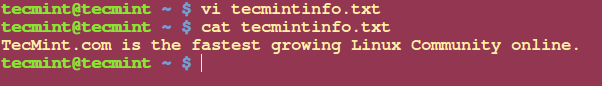 tecmint@tecmint ~ $ vi tecmintinfo.txt
tecmint@tecmint ~ $ cat tecmintinfo.txt
TecMint.com is the fastest growing Linux Community online.
tecmint@tecmint ~ $